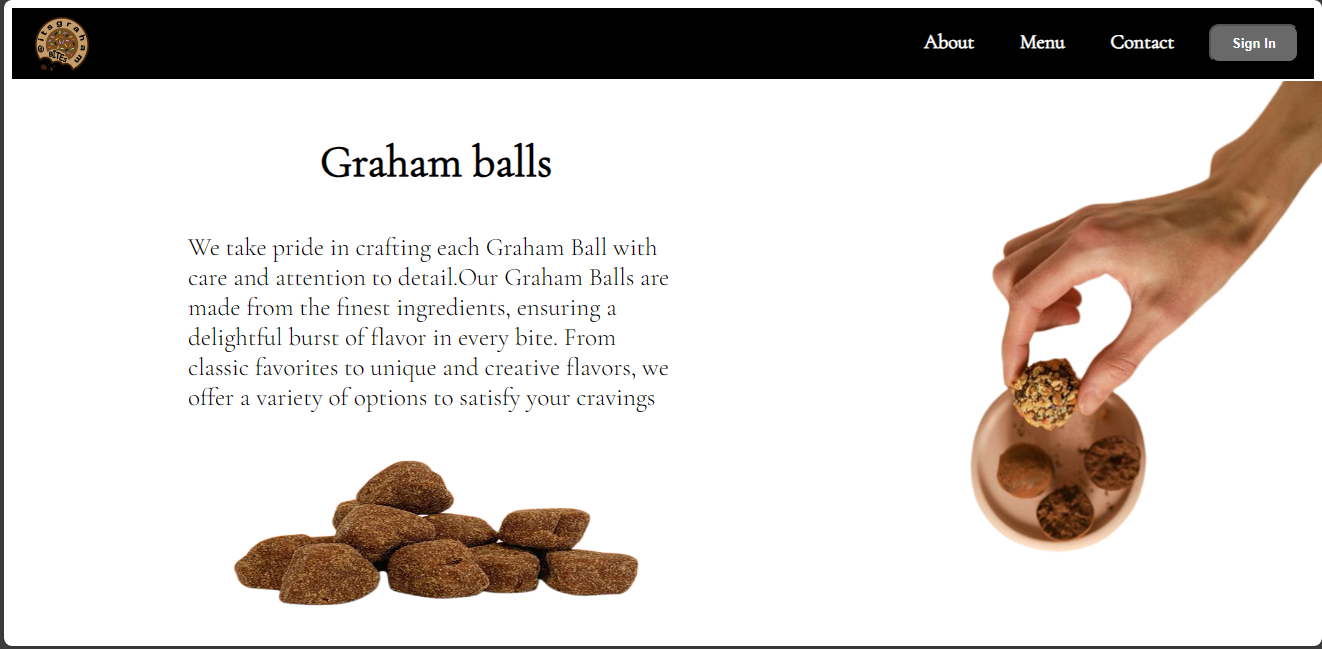 @itsgraham
BITES
About
Menu
Contact
Sign In
Graham balls
We take pride in crafting each Graham Ball with
care and attention to detail.Our Graham Balls are
made from the finest ingredients, ensuring a
delightful burst of flavor in every bite. From
classic favorites to unique and creative flavors, we
offer a variety of options to satisfy your cravings